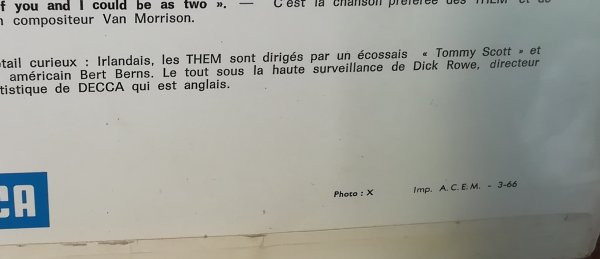 f you and I could be as two ». — C'est la chanson préférée des THEM et de
compositeur Van Morrison.
tail curieux : Irlandais, les THEM sont dirigés par un écossais « Tommy Scott » et
américain Bert Berns. Le tout sous la haute surveillance de Dick Rowe, directeur
tistique de DECCA qui est anglais.
CA
Photo : X
Imp. A.C.E.M. - 3-66